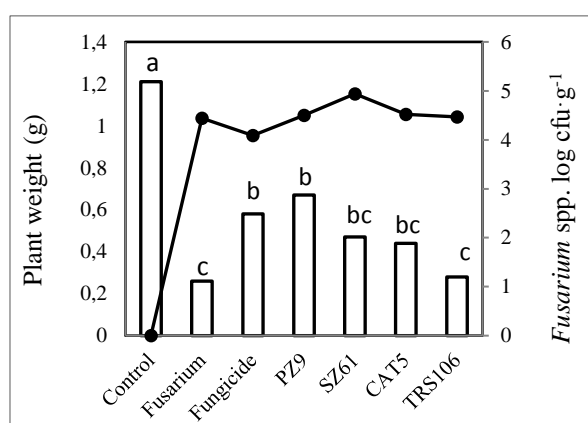 1,4
1,2
1
0,8
0,6
0,4
0,2
0
Plant weight (g)
6
5
4
3
2
1
0
Fusarium spp. log cfu·g-1
a
c
b
b
bc
bc
c
Control
Fusarium
Fungicide
PZ9
SZ61
CAT5
TRS106